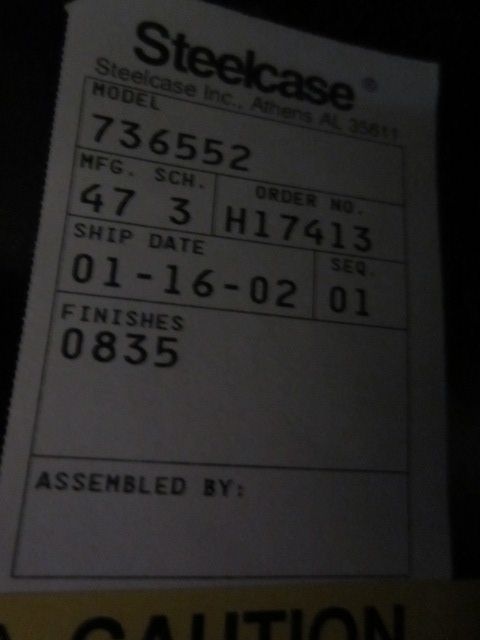 Steelcase ®
Steelcase Inc., Athens AL 35611
MODEL
736552
MFG. SCH. ORDER NO.
47 3 H17413
SHIP DATE SEQ.
01-16-02 01
FINISHES
0835
ASSEMBLED BY:
CAUTION